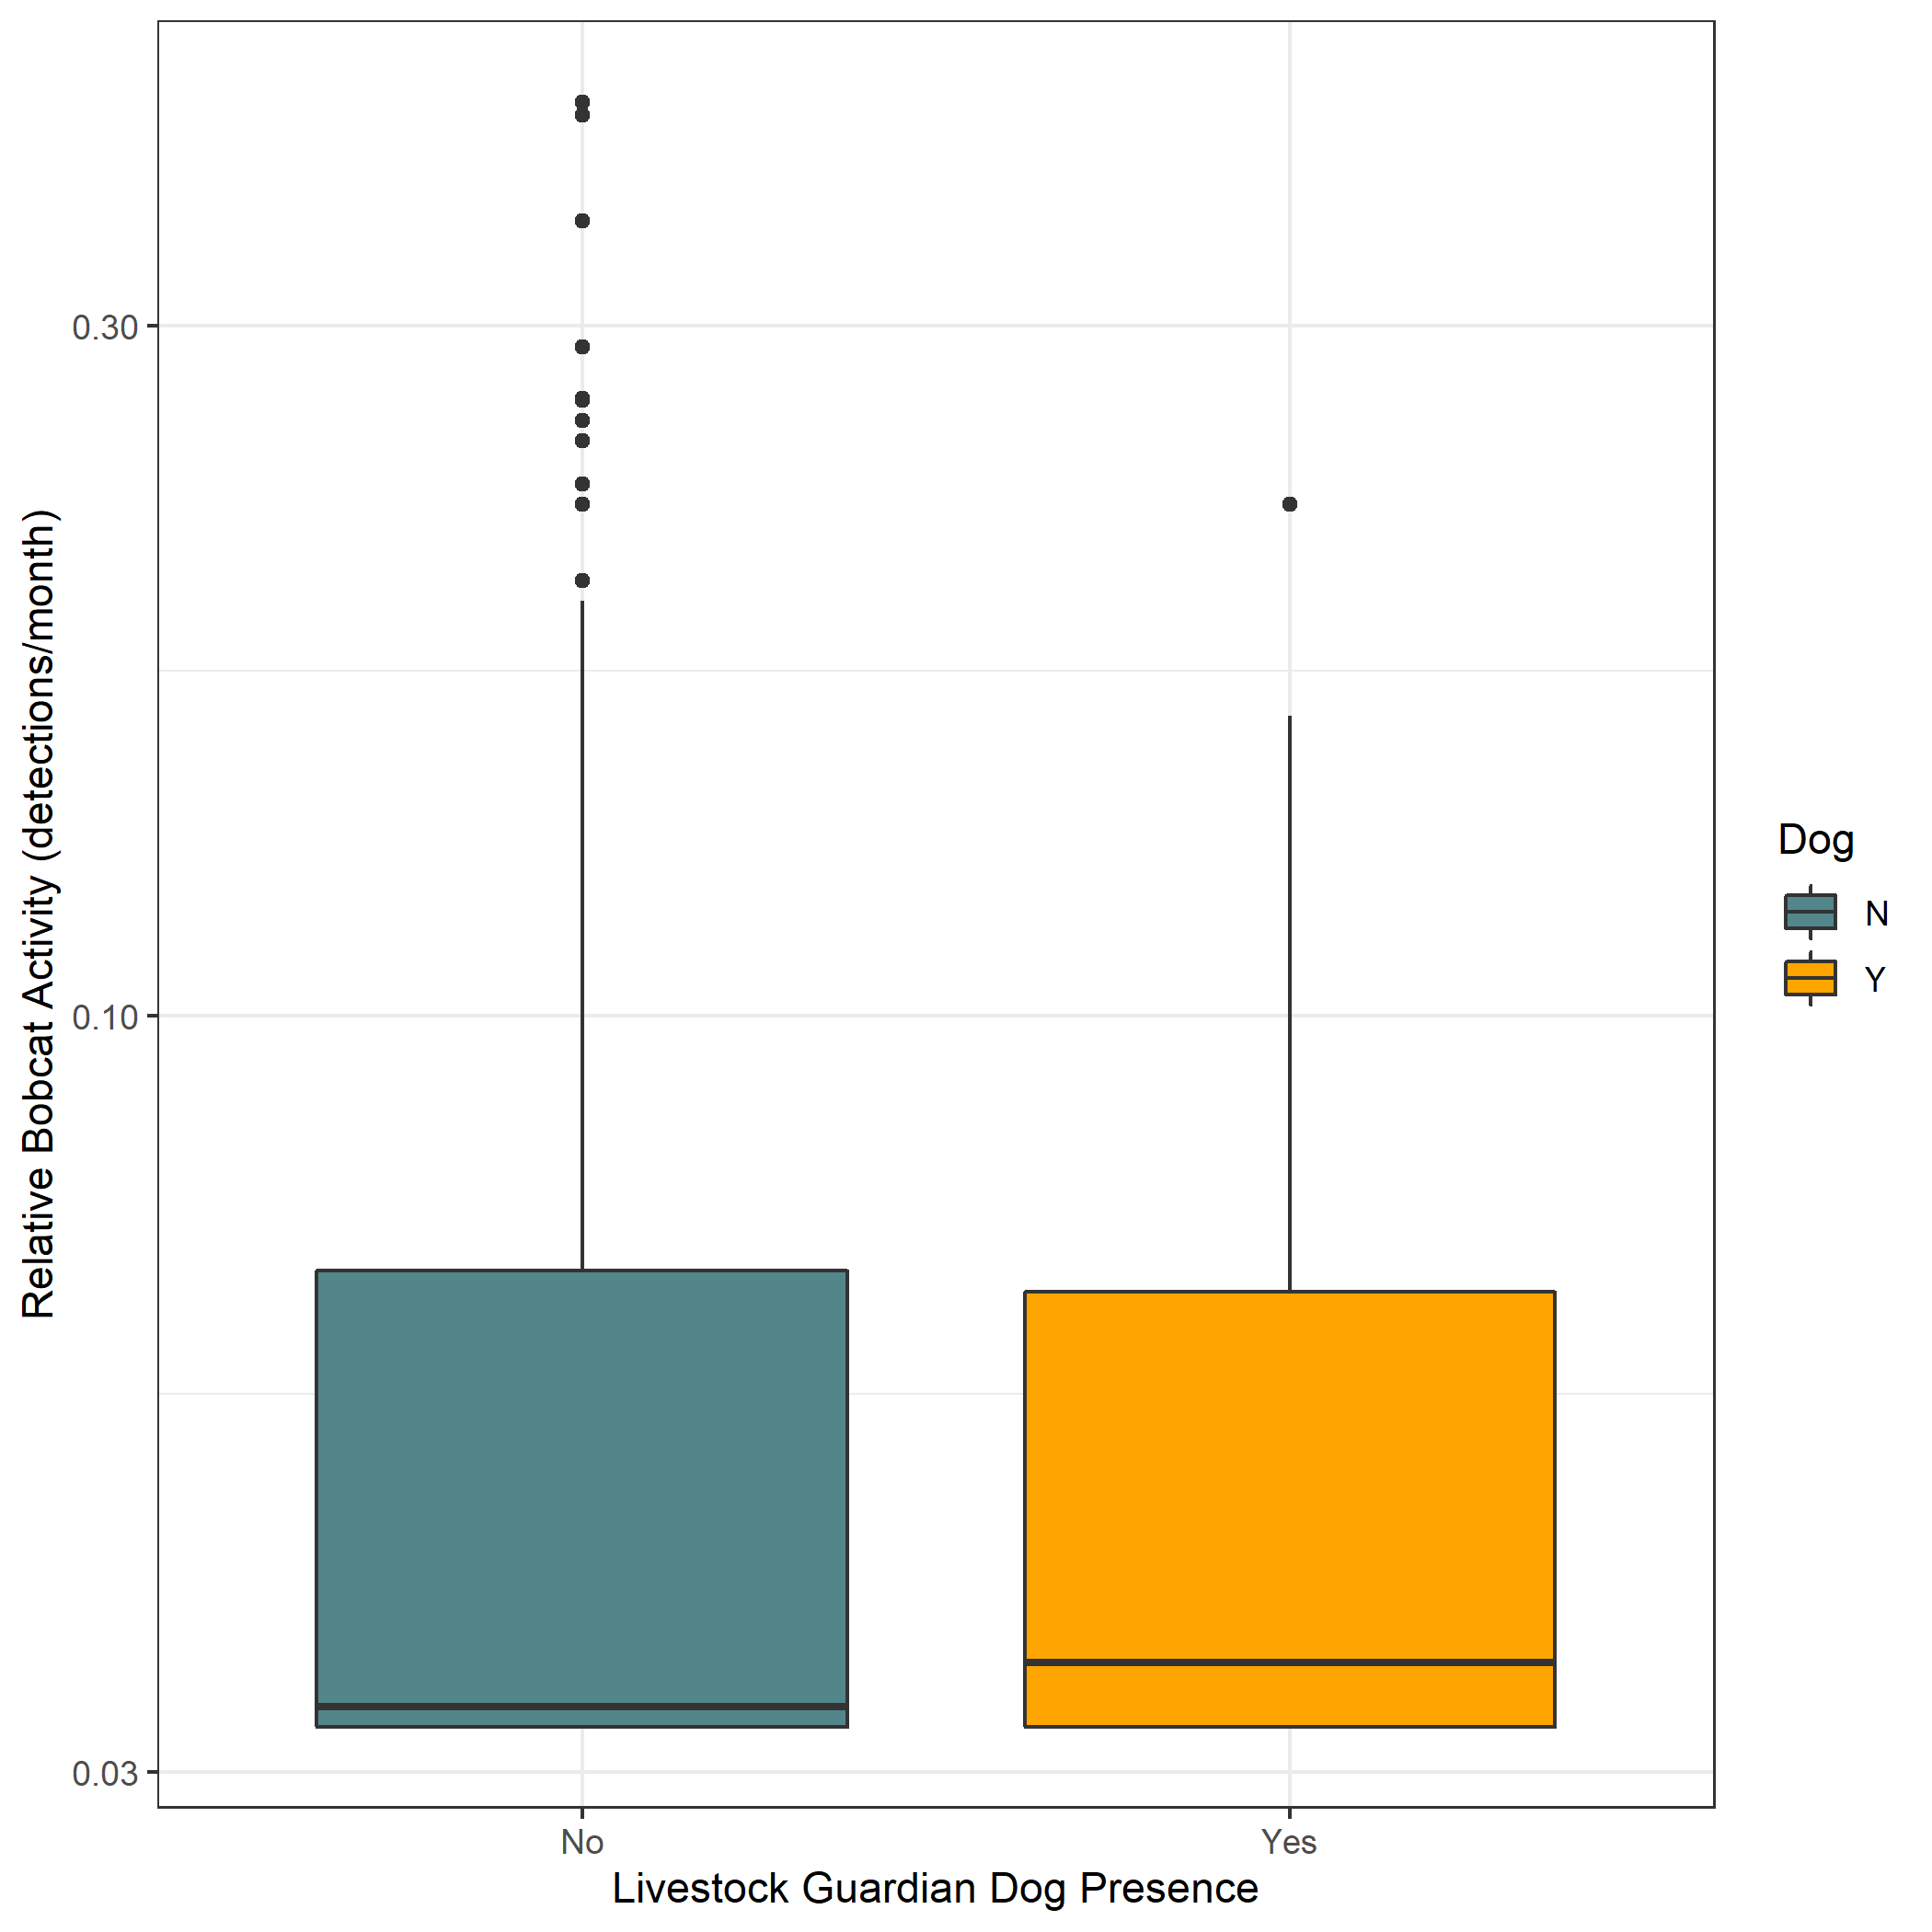 Relative Bobcat Activity (detections/month)
0.30
0.10
0.03
No
Yes
Livestock Guardian Dog Presence
Dog
N
Y